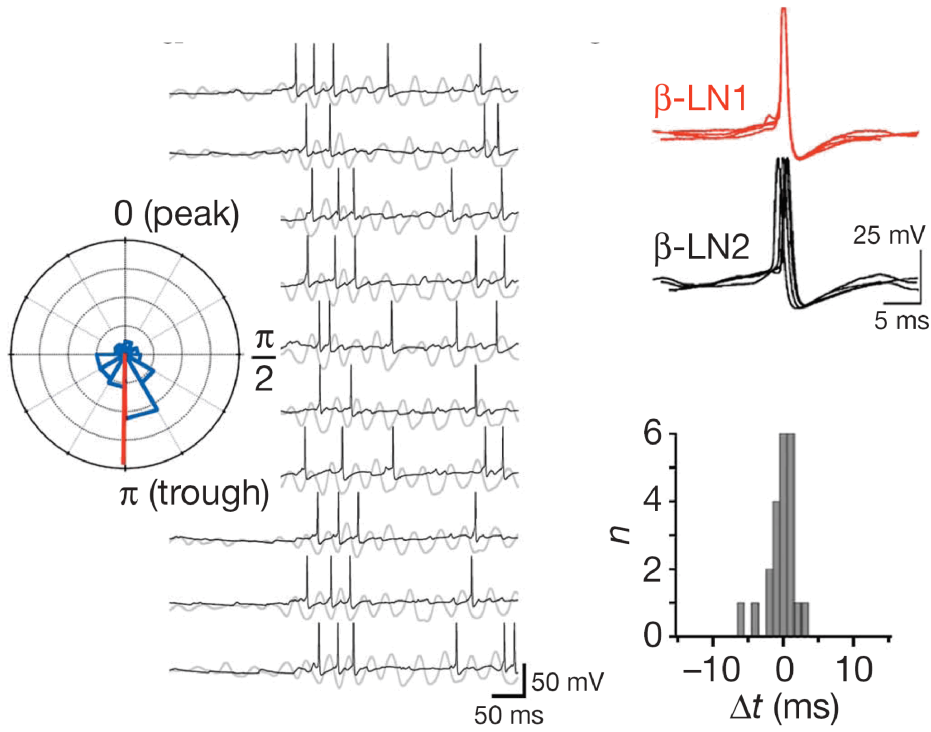 0 (peak)
π
2
π (trough)
50 mV
50 ms
β-LN1
β-LN2
25 mV
5 ms
6
4
2
0
n
−10 0 10
Δt (ms)